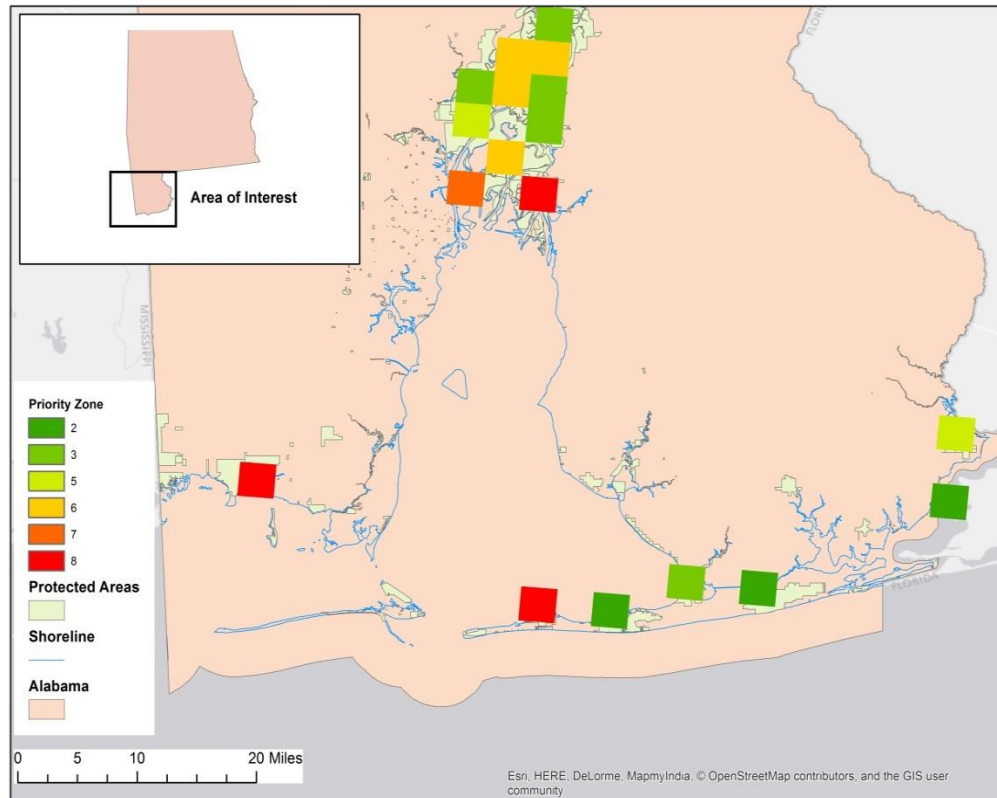 Area of Interest
FLORIDA
MISSISSIPPI
Priority Zone
2
3
5
6
7
8
Protected Areas
Shoreline
Alabama
FLORIDA
0 5 10 20 Miles
Esri, HERE, DeLorme, MapmyIndia, © OpenStreetMap contributors, and the GIS user
community